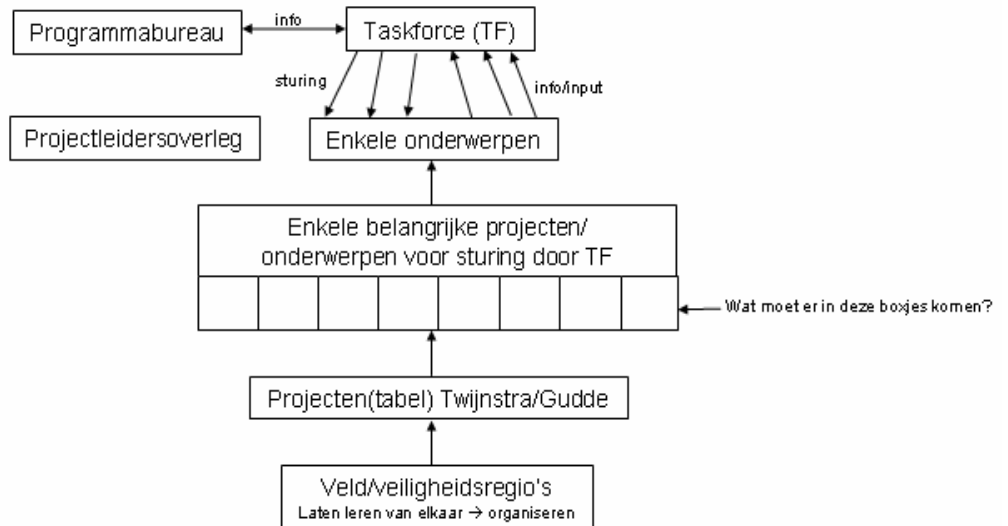 Programmabureau
info
Taskforce (TF)
sturing
info/input
Projectleidersoverleg
Enkele onderwerpen
Enkele belangrijke projecten/
onderwerpen voor sturing door TF
Wat moet er in deze boxjes komen?
Projecten(tabel) Twijnstra/Gudde
Veld/veiligheidsregio's
Laten leren van elkaar → organiseren